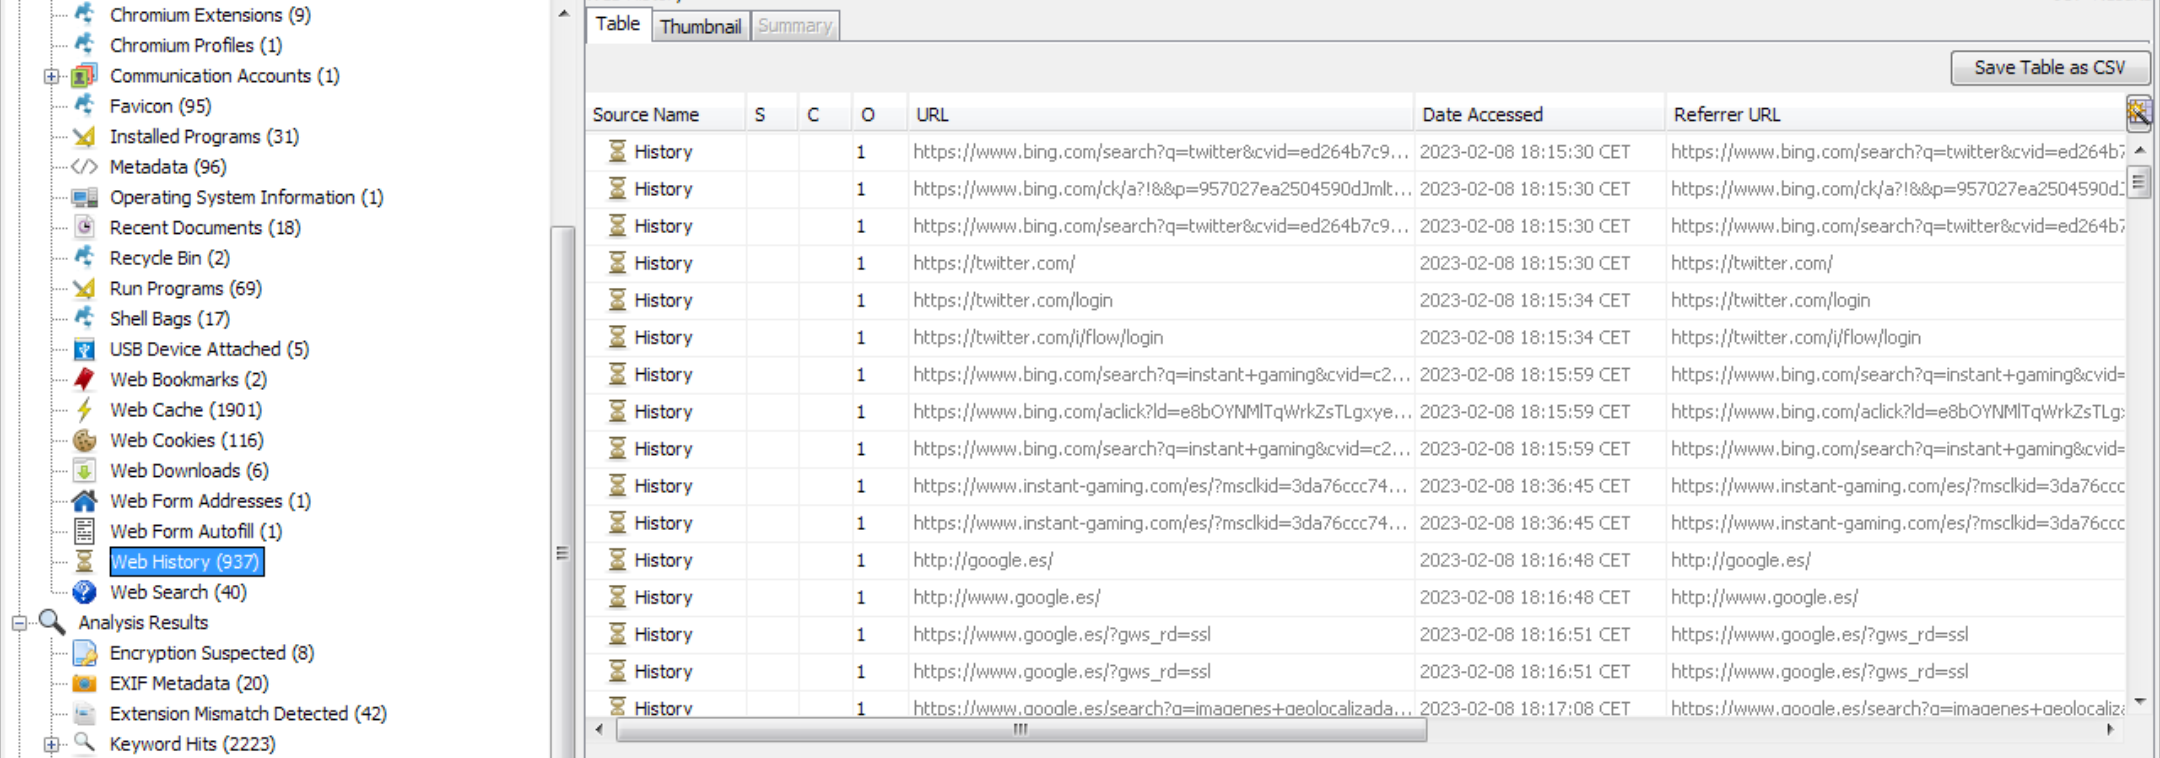 Chromium Extensions (9)
Chromium Profiles (1)
Communication Accounts (1)
Favicon (95)
Installed Programs (31)
Metadata (96)
Operating System Information (1)
Recent Documents (18)
Recycle Bin (2)
Run Programs (69)
Shell Bags (17)
USB Device Attached (5)
Web Bookmarks (2)
Web Cache (1901)
Web Cookies (116)
Web Downloads (6)
Web Form Addresses (1)
Web Form Autofill (1)
Web History (937)
Web Search (40)
Analysis Results
Encryption Suspected (8)
EXIF Metadata (20)
Extension Mismatch Detected (42)
Keyword Hits (2223)
Table Thumbnail Summary
Save Table as CSV
Source Name S C O URL Date Accessed Referrer URL
History 1 https://www.bing.com/search?q=twitter&cvid=ed264b7c9... 2023-02-08 18:15:30 CET https://www.bing.com/search?q=twitter&cvid=ed264b7
History 1 https://www.bing.com/ck/a?!&&p=957027ea2504590dJmlt... 2023-02-08 18:15:30 CET https://www.bing.com/ck/a?!&&p=957027ea2504590dJ
History 1 https://www.bing.com/search?q=twitter&cvid=ed264b7c9... 2023-02-08 18:15:30 CET https://www.bing.com/search?q=twitter&cvid=ed264b7
History 1 https://twitter.com/ 2023-02-08 18:15:30 CET https://twitter.com/
History 1 https://twitter.com/login 2023-02-08 18:15:34 CET https://twitter.com/login
History 1 https://twitter.com/i/flow/login 2023-02-08 18:15:34 CET https://twitter.com/i/flow/login
History 1 https://www.bing.com/search?q=instant+gaming&cvid=c2... 2023-02-08 18:15:59 CET https://www.bing.com/search?q=instant+gaming&cvid=
History 1 https://www.bing.com/aclick?ld=e8bOYNMlTqWrkZsTLgxye... 2023-02-08 18:15:59 CET https://www.bing.com/aclick?ld=e8bOYNMlTqWrkZsTLg
History 1 https://www.bing.com/search?q=instant+gaming&cvid=c2... 2023-02-08 18:15:59 CET https://www.bing.com/search?q=instant+gaming&cvid=
History 1 https://www.instant-gaming.com/es/?msclkid=3da76ccc74... 2023-02-08 18:36:45 CET https://www.instant-gaming.com/es/?msclkid=3da76ccc
History 1 https://www.instant-gaming.com/es/?msclkid=3da76ccc74... 2023-02-08 18:36:45 CET https://www.instant-gaming.com/es/?msclkid=3da76ccc
History 1 http://google.es/ 2023-02-08 18:16:48 CET http://google.es/
History 1 http://www.google.es/ 2023-02-08 18:16:48 CET http://www.google.es/
History 1 https://www.google.es/?gws_rd=ssl 2023-02-08 18:16:51 CET https://www.google.es/?gws_rd=ssl
History 1 https://www.google.es/?gws_rd=ssl 2023-02-08 18:16:51 CET https://www.google.es/?gws_rd=ssl
History 1 https://www.google.es/search?q=imagenes+geolocalizada... 2023-02-08 18:17:08 CET https://www.google.es/search?q=imagenes+geolocaliza